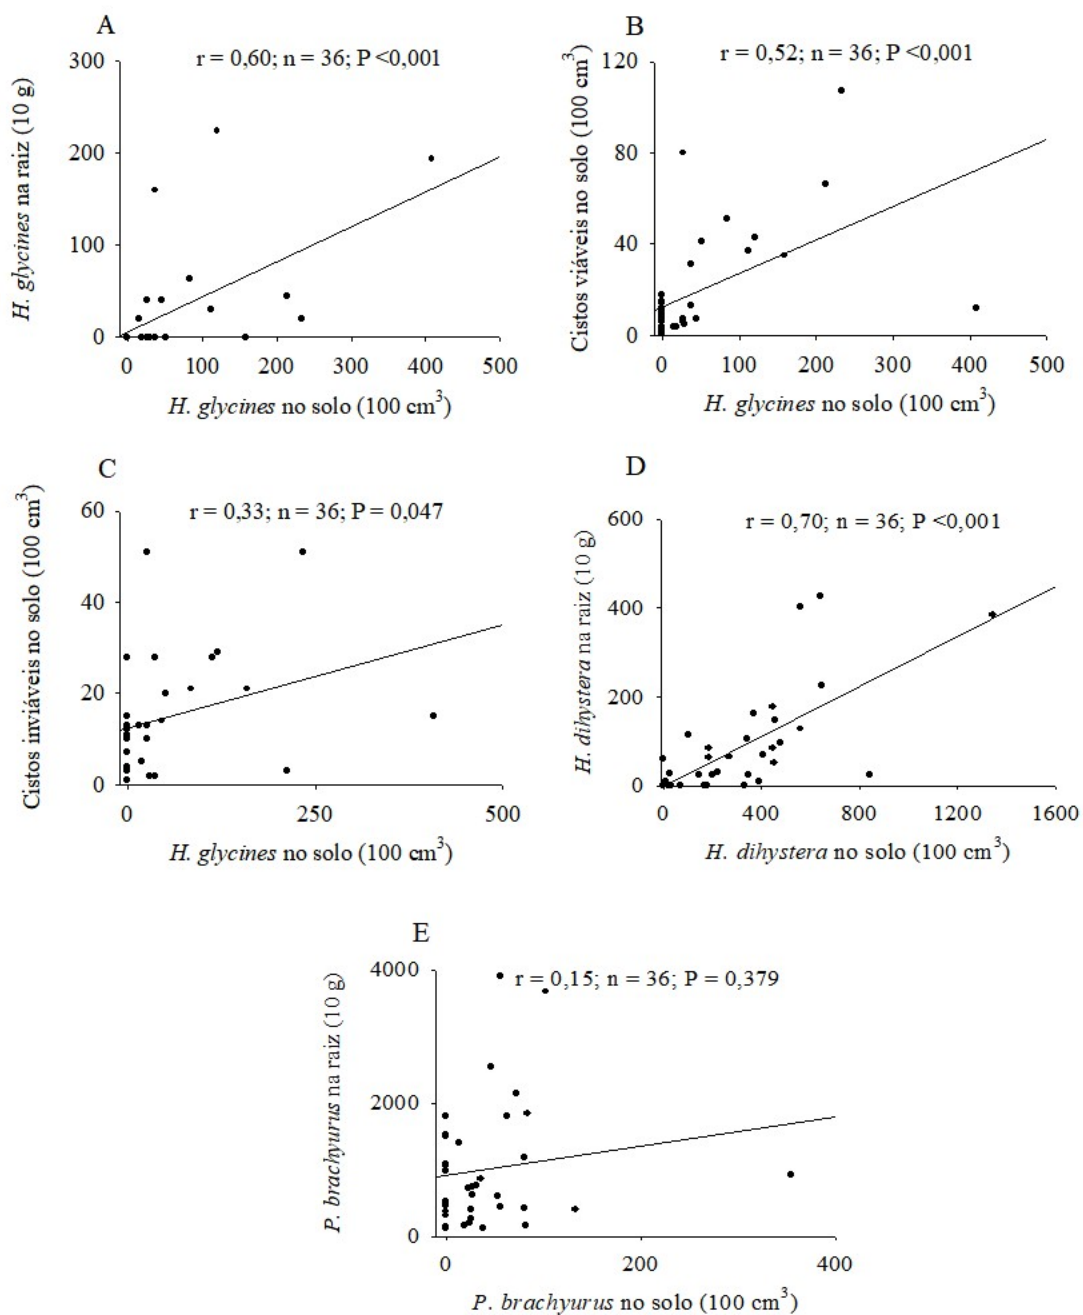 A
r = 0,60; n = 36; P <0,001
H. glycines na raiz (10 g)
300
200
100
0
0 100 200 300 400 500
H. glycines no solo (100 cm³)
B
r = 0,52; n = 36; P <0,001
Cistos viáveis no solo (100 cm³)
120
80
40
0
0 100 200 300 400 500
H. glycines no solo (100 cm³)
C
r = 0,33; n = 36; P = 0,047
Cistos inviáveis no solo (100 cm³)
60
40
20
0
0 250 500
H. glycines no solo (100 cm³)
D
r = 0,70; n = 36; P <0,001
H. dihystera na raiz (10 g)
600
400
200
0
0 400 800 1200 1600
H. dihystera no solo (100 cm³)
E
r = 0,15; n = 36; P = 0,379
P. brachyurus na raiz (10 g)
4000
2000
0
0 200 400
P. brachyurus no solo (100 cm³)